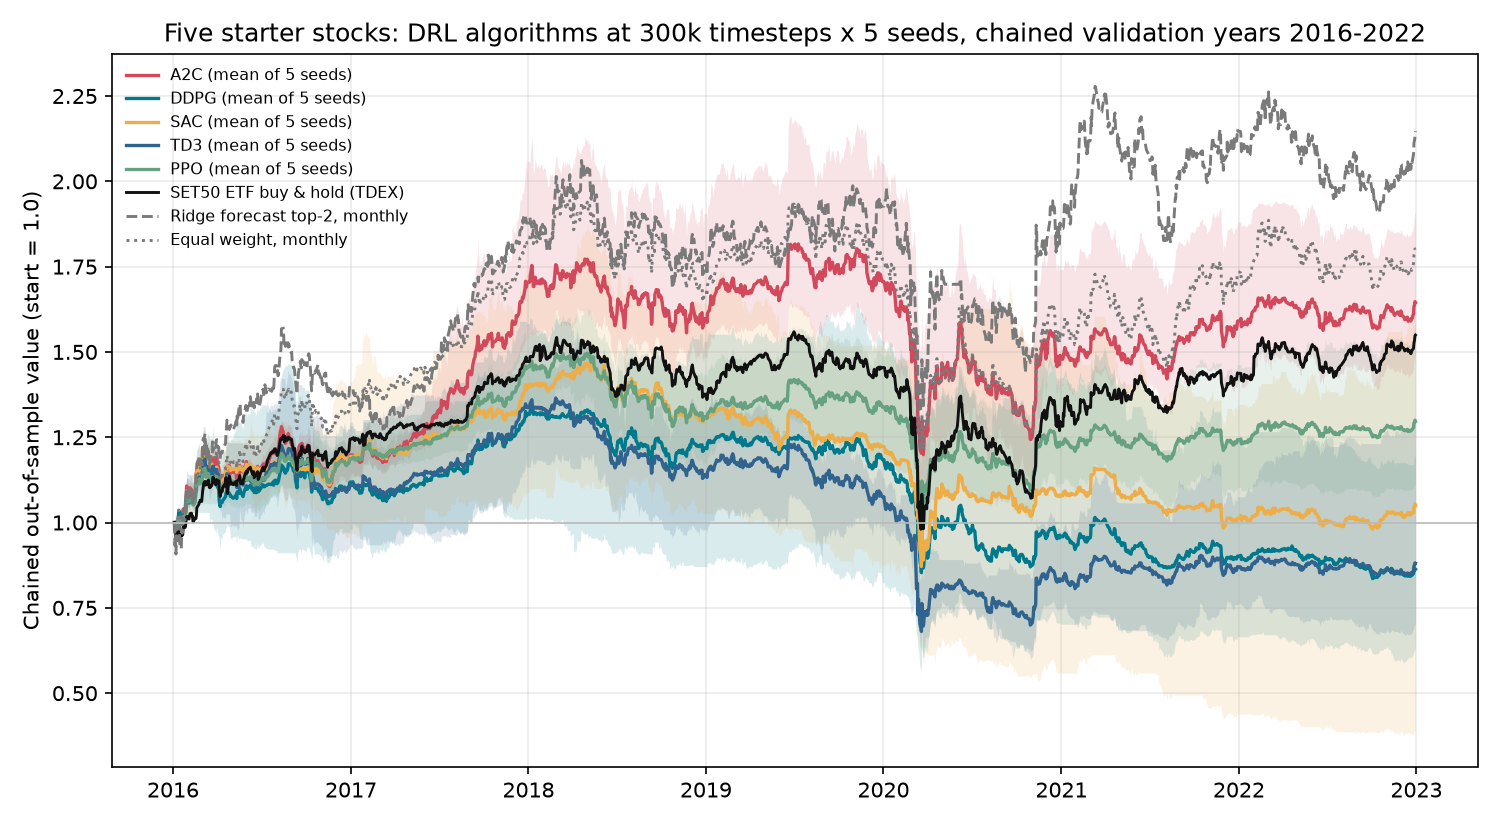 Five starter stocks: DRL algorithms at 300k timesteps x 5 seeds, chained validation years 2016-2022
A2C (mean of 5 seeds)
DDPG (mean of 5 seeds)
SAC (mean of 5 seeds)
TD3 (mean of 5 seeds)
PPO (mean of 5 seeds)
SET50 ETF buy & hold (TDEX)
Ridge forecast top-2, monthly
Equal weight, monthly
Chained out-of-sample value (start = 1.0)
2.25
2.00
1.75
1.50
1.25
1.00
0.75
0.50
2016
2017
2018
2019
2020
2021
2022
2023